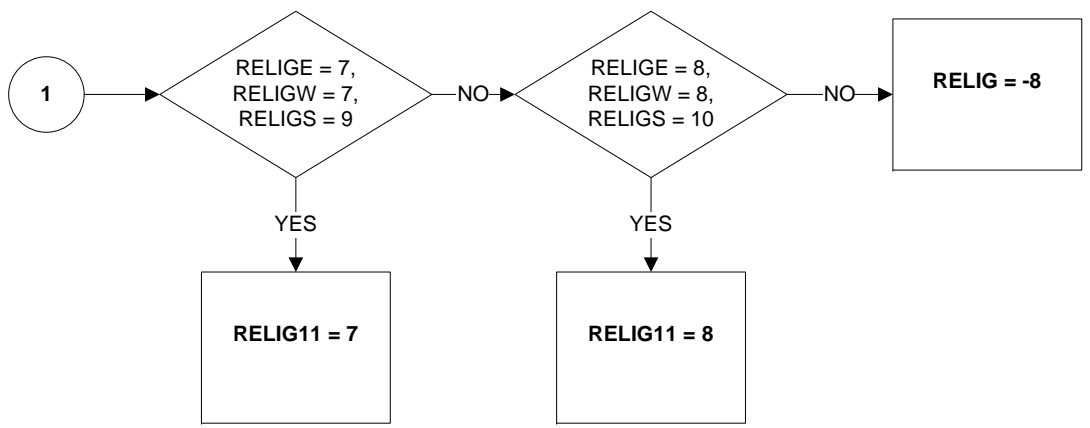 1
RELIGE = 7,
RELIGW = 7,
RELIGS = 9
NO
RELIGE = 8,
RELIGW = 8,
RELIGS = 10
NO
RELIG = -8
YES
YES
RELIG11 = 7
RELIG11 = 8